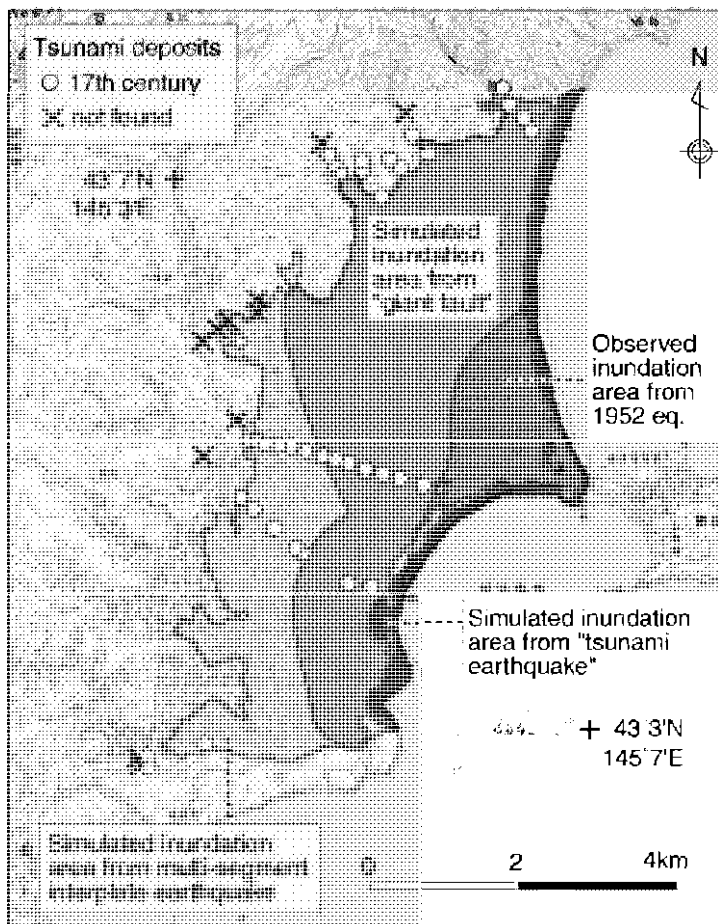 Tsunami deposits
17th century
not found
N
43°7'N +
145°3'E
Simulated
inundation
area from
"giant fault"
Observed
inundation
area from
1952 eq.
Simulated inundation
area from "tsunami
earthquake"
+ 43°3'N
145°7'E
Simulated inundation
area from multi-segment
interplate earthquake
0 2 4km